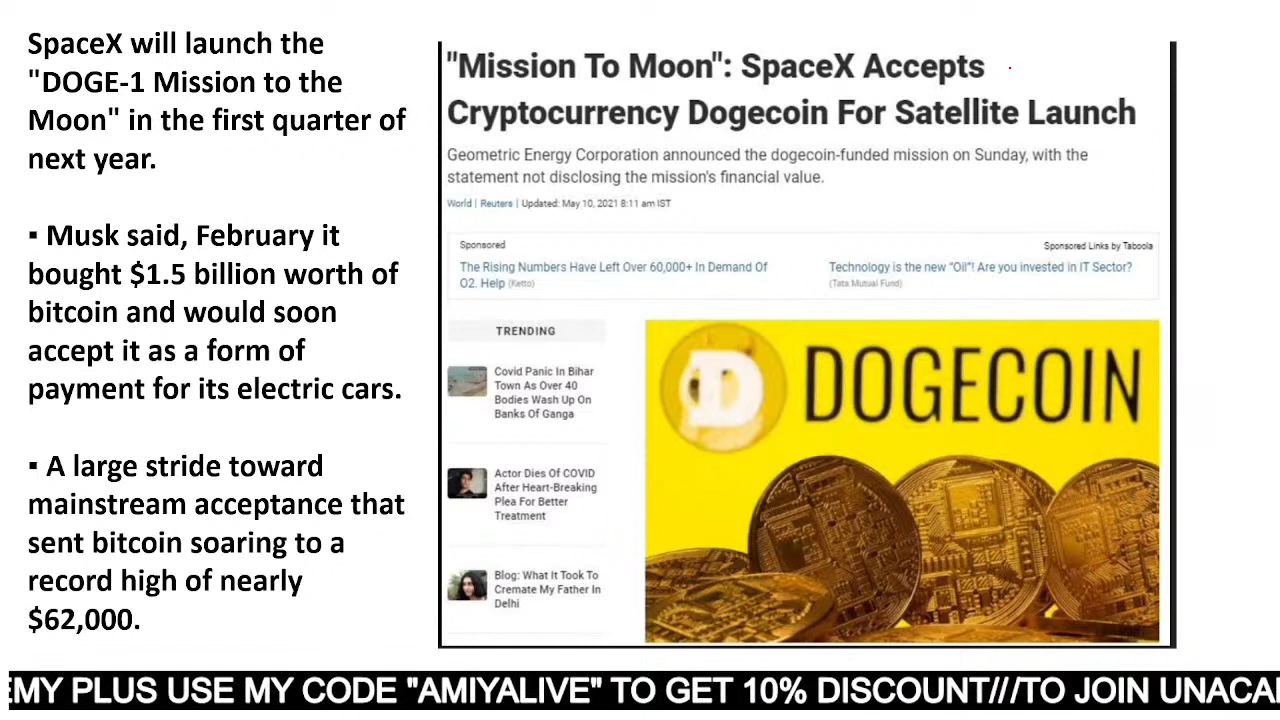 SpaceX will launch the
"DOGE-1 Mission to the
Moon" in the first quarter of
next year.
▪ Musk said, February it
bought $1.5 billion worth of
bitcoin and would soon
accept it as a form of
payment for its electric cars.
▪ A large stride toward
mainstream acceptance that
sent bitcoin soaring to a
record high of nearly
$62,000.
"Mission To Moon": SpaceX Accepts
Cryptocurrency Dogecoin For Satellite Launch
Geometric Energy Corporation announced the dogecoin-funded mission on Sunday, with the
statement not disclosing the mission's financial value.
World | Reuters | Updated: May 10, 2021 8:11 am IST
Sponsored
Sponsored Links by Taboola
The Rising Numbers Have Left Over 60,000+ In Demand Of
O2. Help (Ketto)
Technology is the new "Oil"! Are you invested in IT Sector?
(Tata Mutual Fund)
TRENDING
Covid Panic In Bihar
Town As Over 40
Bodies Wash Up On
Banks Of Ganga
Actor Dies Of COVID
After Heart-Breaking
Plea For Better
Treatment
Blog: What It Took To
Cremate My Father In
Delhi
D DOGECOIN
EMY PLUS USE MY CODE "AMIYALIVE" TO GET 10% DISCOUNT///TO JOIN UNACA